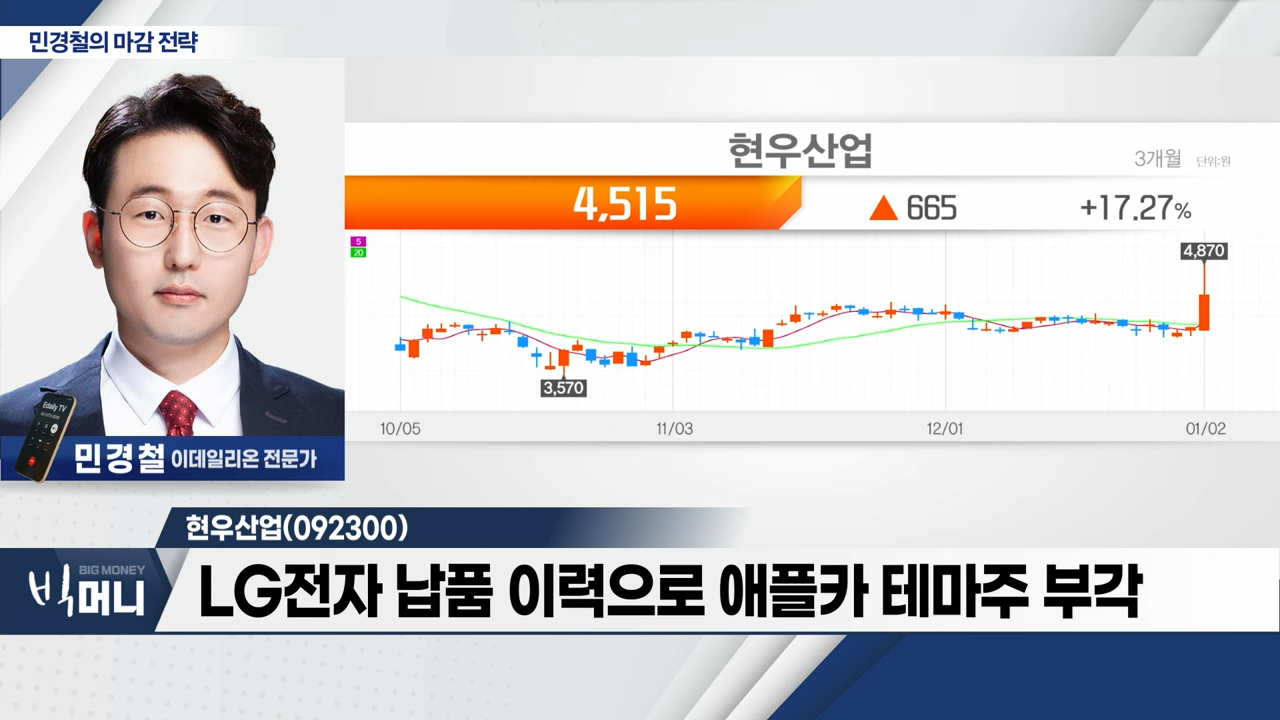 민경철의 마감 전략
현우산업
3개월 단위:원
4,515 ▲ 665 +17.27%
5
20
4,870
3,570
10/05 11/03 12/01 01/02
Edaily TV
민경철 이데일리온 전문가
현우산업(092300)
BIG MONEY
빅머니
LG전자 납품 이력으로 애플카 테마주 부각